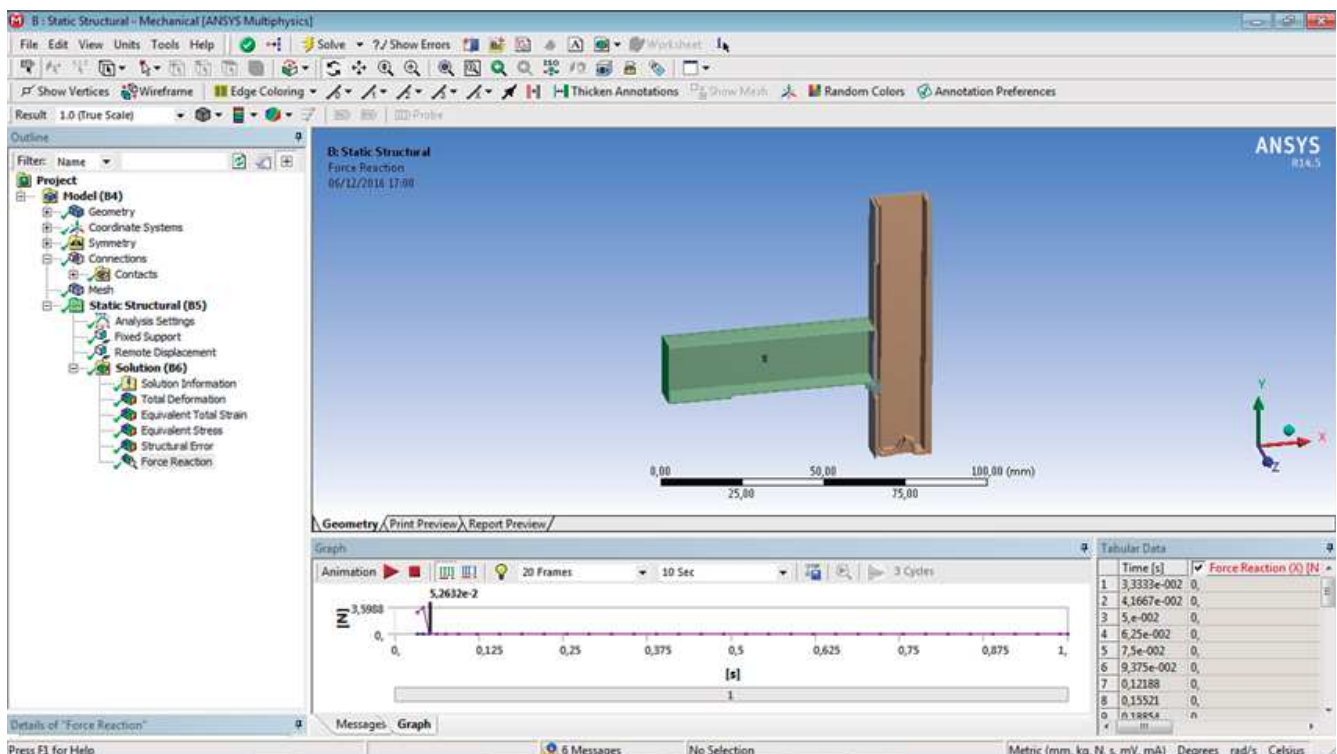 B : Static Structural - Mechanical [ANSYS Multiphysics]
File Edit View Units Tools Help Solve ?/ Show Errors Worksheet
Show Vertices Wireframe Edge Coloring Thicken Annotations Show Mesh Random Colors Annotation Preferences
Result 1.0 (True Scale) Probe
Outline
Filter: Name
Project
Model (B4)
Geometry
Coordinate Systems
Symmetry
Connections
Contacts
Mesh
Static Structural (B5)
Analysis Settings
Fixed Support
Remote Displacement
Solution (B6)
Solution Information
Total Deformation
Equivalent Total Strain
Equivalent Stress
Structural Error
Force Reaction
B: Static Structural
Force Reaction
06/12/2016 17:00
ANSYS
R14.5
Y
X
Z
0,00 50,00 100,00 (mm)
25,00 75,00
Geometry Print Preview Report Preview
Graph
Animation 20 Frames 10 Sec 3 Cycles
5,2632e-2
[N]
3,5988
0,
0, 0,125 0,25 0,375 0,5 0,625 0,75 0,875 1,
[s]
1
Messages Graph
Tabular Data
Time [s] Force Reaction (X) [N
1 3,3333e-002 0,
2 4,1667e-002 0,
3 5,e-002 0,
4 6,25e-002 0,
5 7,5e-002 0,
6 9,375e-002 0,
7 0,12188 0,
8 0,15521 0,
9 0,18854 0,
Details of "Force Reaction"
Press F1 for Help 6 Messages No Selection Metric (mm, kg, N, s, mV, mA) Degrees rad/s Celsius